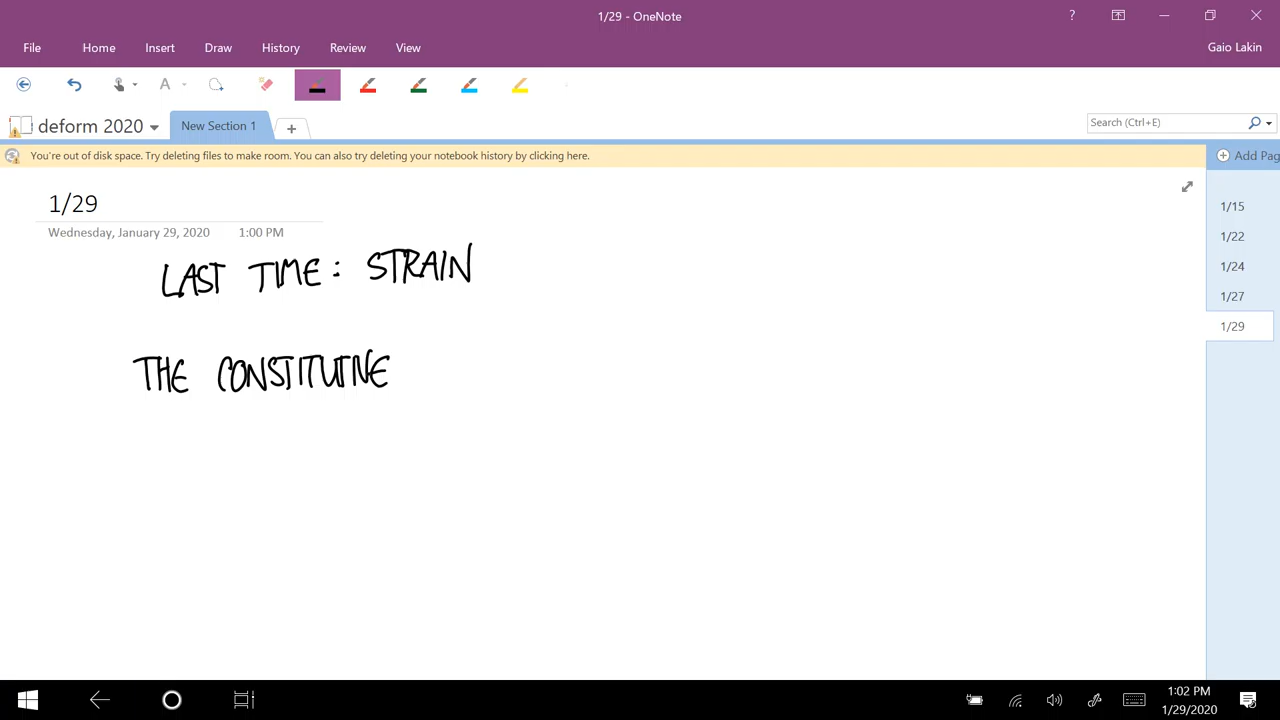 1/29 - OneNote
?
File Home Insert Draw History Review View Gaio Lakin
A
deform 2020 New Section 1 + Search (Ctrl+E)
You're out of disk space. Try deleting files to make room. You can also try deleting your notebook history by clicking here.
Add Pag
1/29
Wednesday, January 29, 2020 1:00 PM
LAST TIME: STRAIN
THE CONSTITUTIVE
1/15
1/22
1/24
1/27
1/29
1:02 PM
1/29/2020